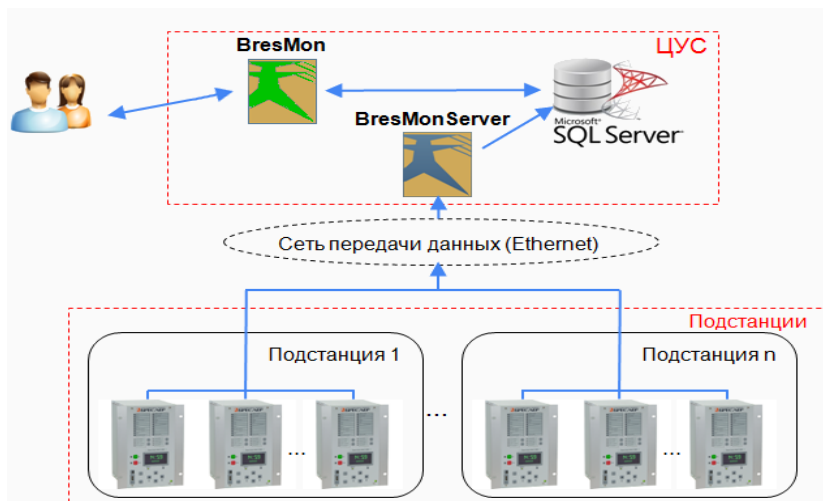 ЦУС
BresMon
BresMonServer
Microsoft®
SQL Server
Сеть передачи данных (Ethernet)
Подстанции
Подстанция 1
Подстанция n
...
...
...